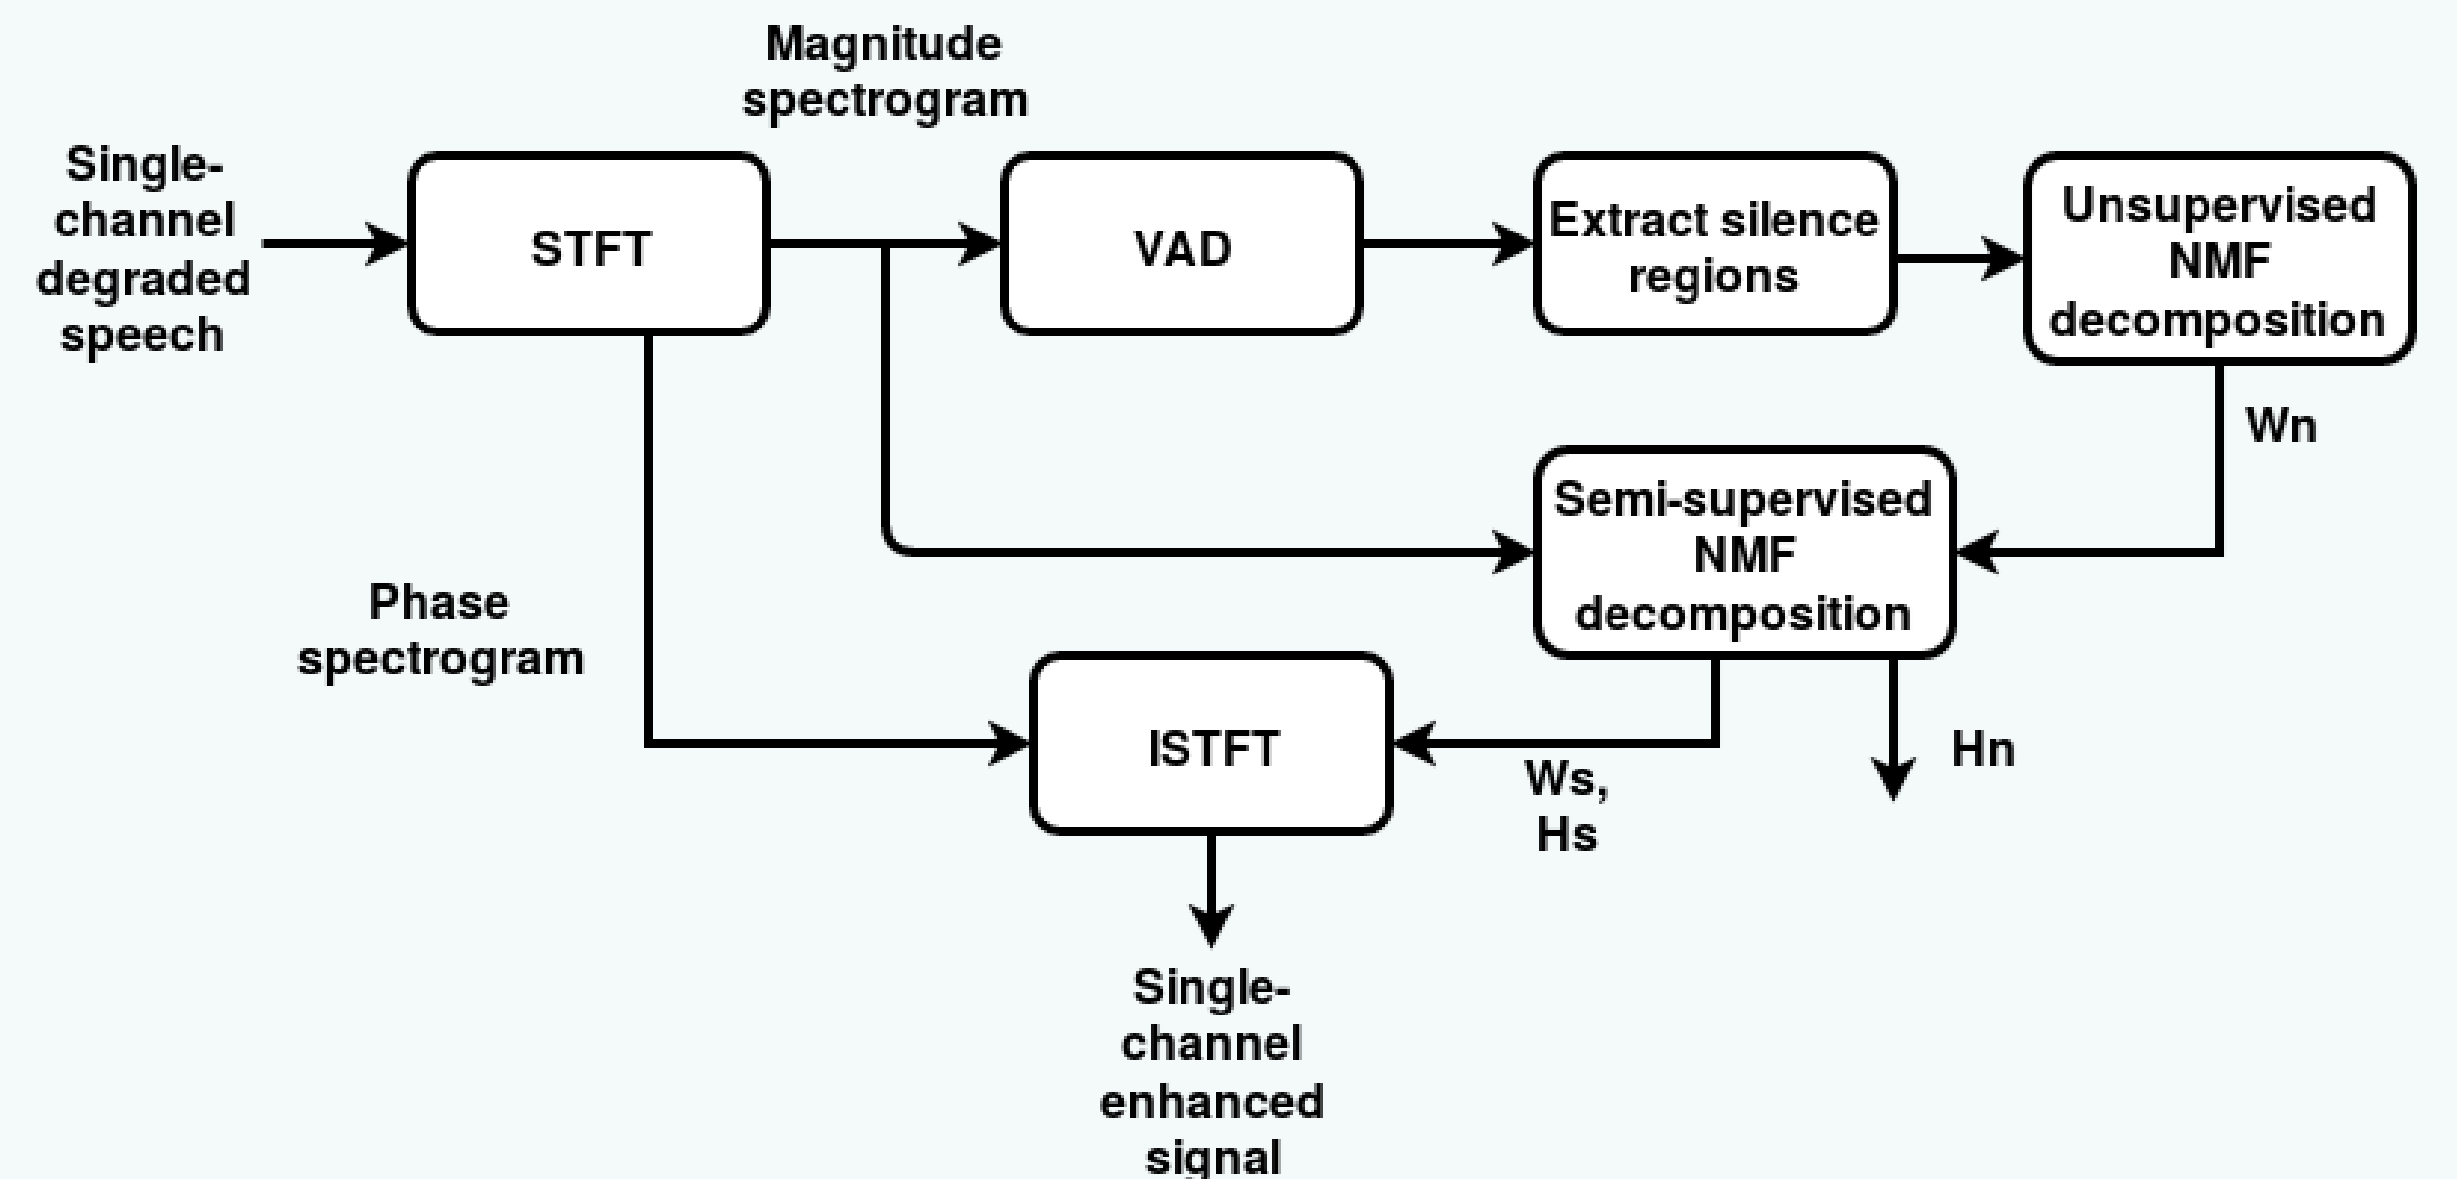 Magnitude
spectrogram
Single-
channel
degraded
speech
STFT
VAD
Extract silence
regions
Unsupervised
NMF
decomposition
Wn
Semi-supervised
NMF
decomposition
Phase
spectrogram
ISTFT
Ws,
Hs
Hn
Single-
channel
enhanced
signal